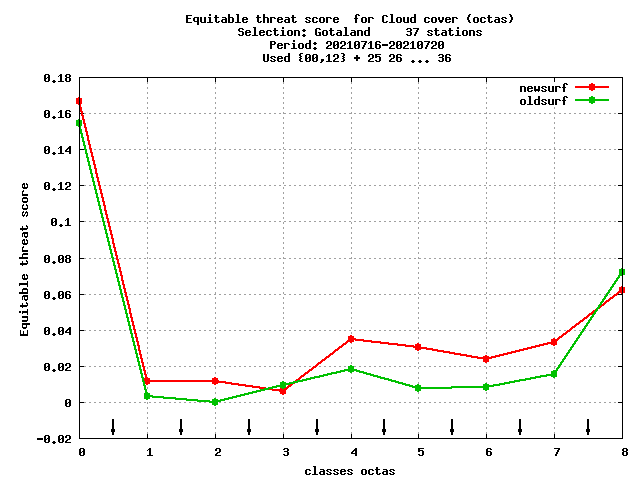 Equitable threat score  for Cloud cover (octas)
Selection: Gotaland     37 stations
Period: 20210716-20210720
Used {00,12} + 25 26 ... 36
newsurf
oldsurf
0.18
0.16
0.14
0.12
0.1
0.08
0.06
0.04
0.02
0
-0.02
Equitable threat score
0 1 2 3 4 5 6 7 8
classes octas